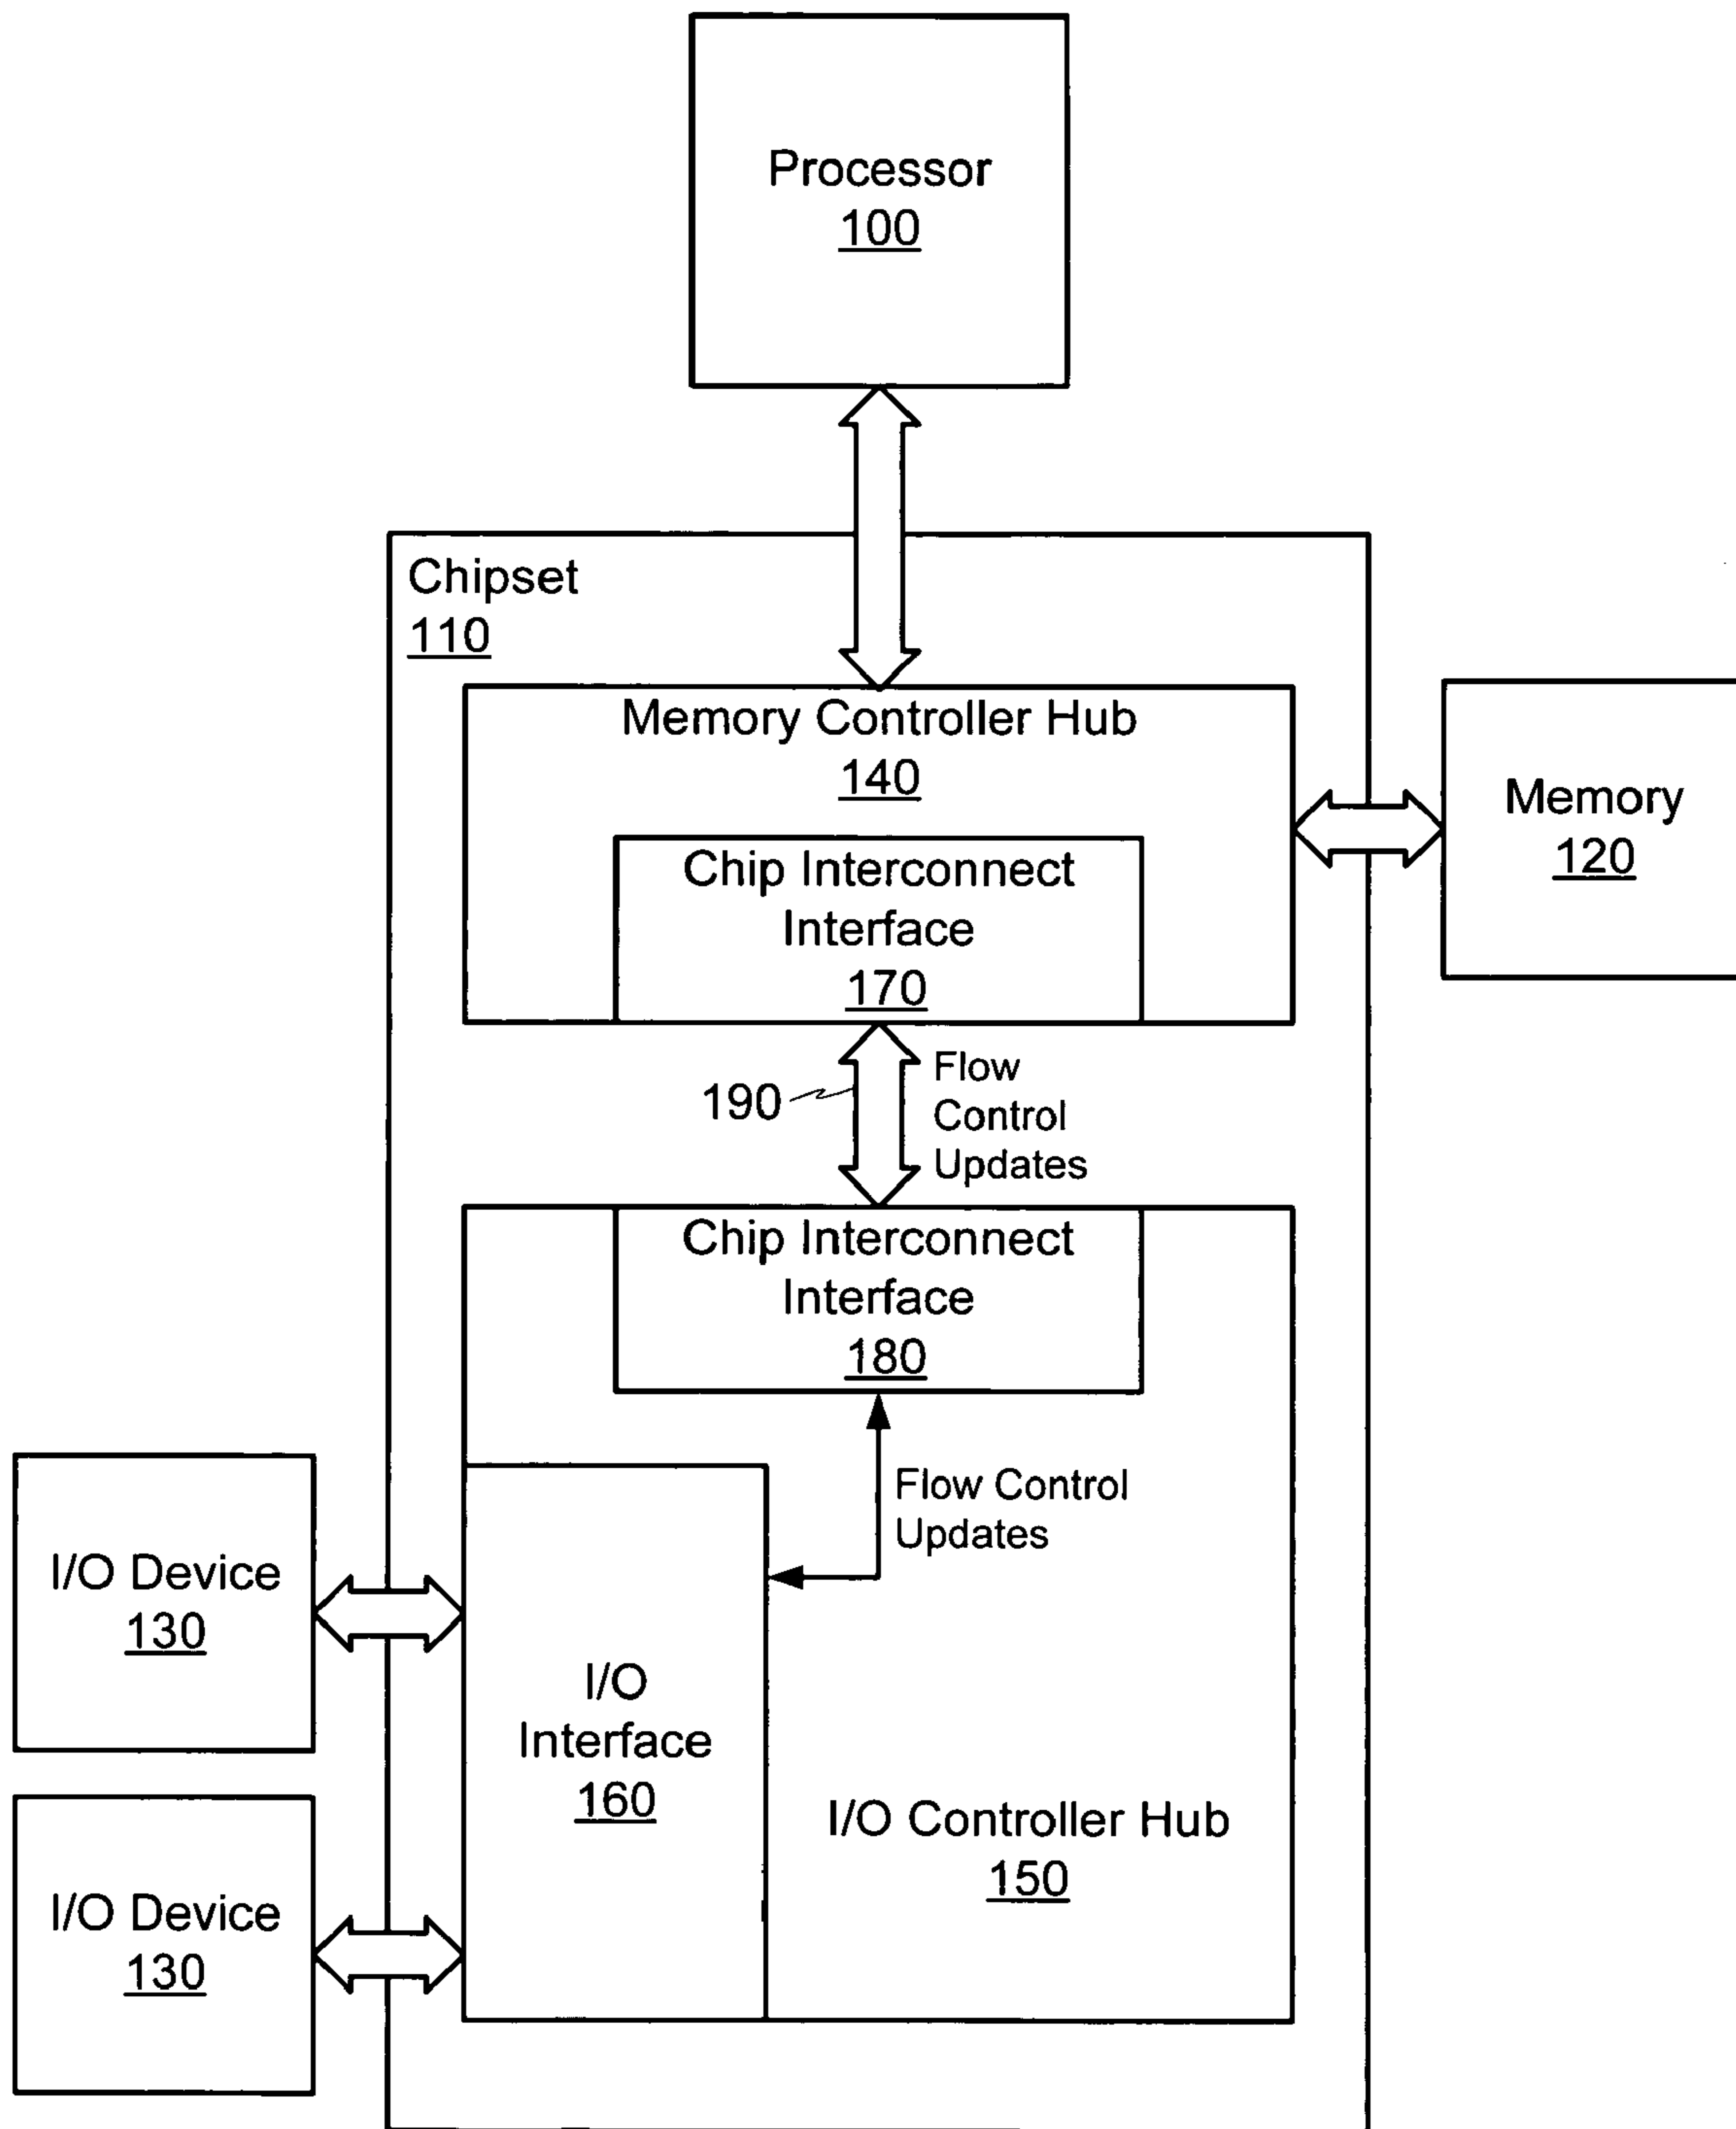 Processor
100
Chipset
110
Memory Controller Hub
140
Memory
120
Chip Interconnect
Interface
170
190
Flow
Control
Updates
Chip Interconnect
Interface
180
Flow Control
Updates
I/O Device
130
I/O
Interface
160
I/O Controller Hub
150
I/O Device
130